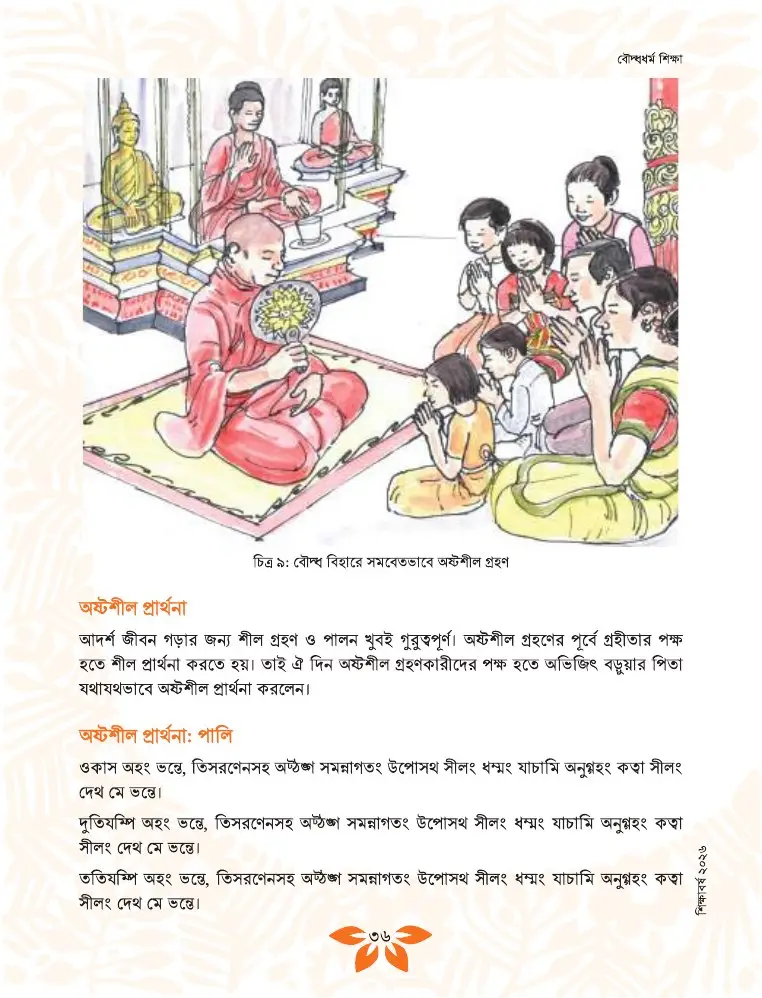 বৌদ্ধধর্ম শিক্ষা
চিত্র ৯: বৌদ্ধ বিহারে সমবেতভাবে অষ্টশীল গ্রহণ
অষ্টশীল প্রার্থনা
আদর্শ জীবন গড়ার জন্য শীল গ্রহণ ও পালন খুবই গুরুত্বপূর্ণ। অষ্টশীল গ্রহণের পূর্বে গ্রহীতার পক্ষ
হতে শীল প্রার্থনা করতে হয়। তাই ঐ দিন অষ্টশীল গ্রহণকারীদের পক্ষ হতে অভিজিৎ বড়ুয়ার পিতা
যথাযথভাবে অষ্টশীল প্রার্থনা করলেন।
অষ্টশীল প্রার্থনা: পালি
ওকাস অহং ভন্তে, তিসরণেনসহ অট্ঠঙ্গ সমন্নাগতং উপোসথ সীলং ধম্মং যাচামি অনুগ্গহং কত্বা সীলং
দেথ মে ভন্তে।
দুতিযম্পি অহং ভন্তে, তিসরণেনসহ অট্ঠঙ্গ সমন্নাগতং উপোসথ সীলং ধম্মং যাচামি অনুগ্গহং কত্বা
সীলং দেথ মে ভন্তে।
ততিযম্পি অহং ভন্তে, তিসরণেনসহ অট্ঠঙ্গ সমন্নাগতং উপোসথ সীলং ধম্মং যাচামি অনুগ্গহং কত্বা
সীলং দেথ মে ভন্তে।
শিক্ষাবর্ষ ২০২৬
৩৬